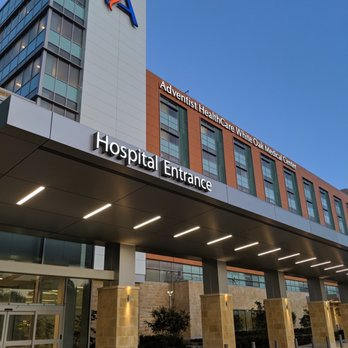 Adventist HealthCare White Oak Medical Center
Hospital Entrance